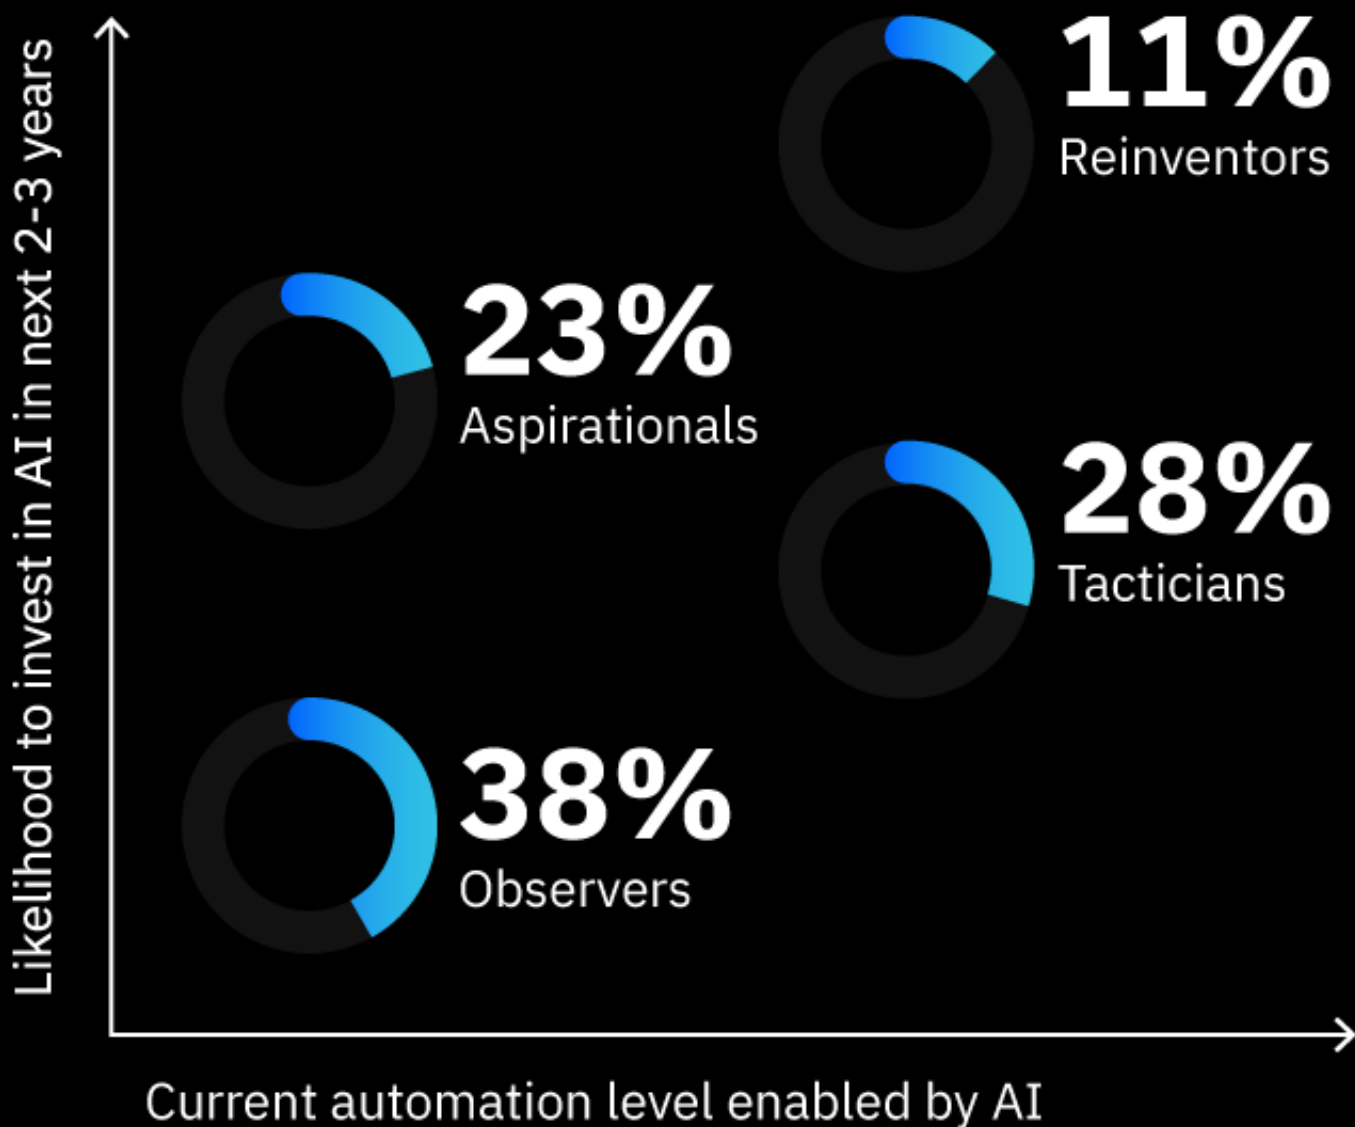 Likelihood to invest in AI in next 2-3 years
11%
Reinventors
23%
Aspirationals
28%
Tacticians
38%
Observers
Current automation level enabled by AI